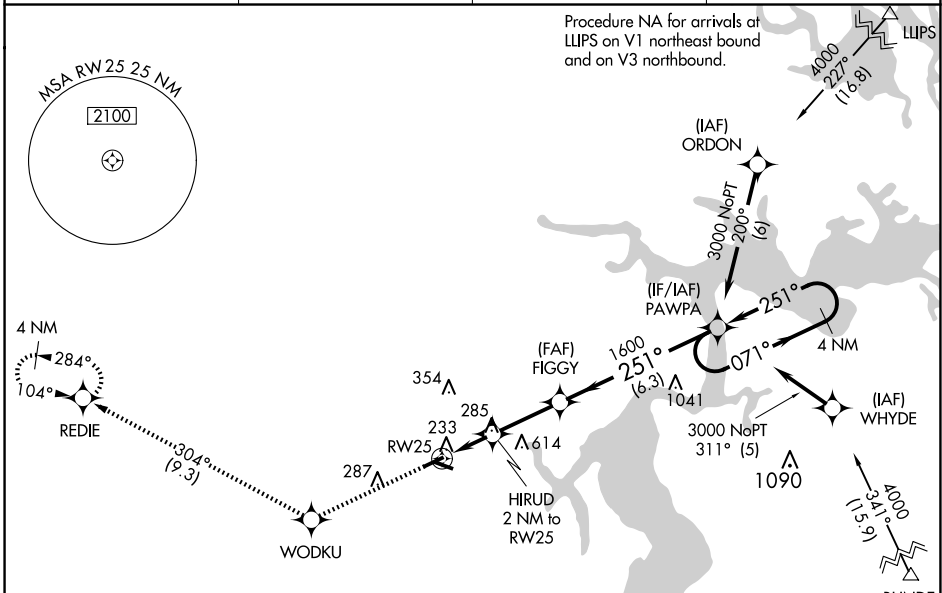 Procedure NA for arrivals at
LLIPS on V1 northeast bound
and on V3 northbound.
LLIPS
4000
227°
(16.8)
MSA RW25 25 NM
2100
(IAF)
ORDON
3000 NoPT
200°
(6)
(IF/IAF)
PAWPA
251°
071°
4 NM
1600
251°
(6.3)
(FAF)
FIGGY
1041
4 NM
284°
104°
REDIE
304°
(9.3)
354
285
233
RW25
614
287
HIRUD
2 NM to
RW25
WODKU
(IAF)
WHYDE
3000 NoPT
311° (5)
1090
4000
341°
(15.9)